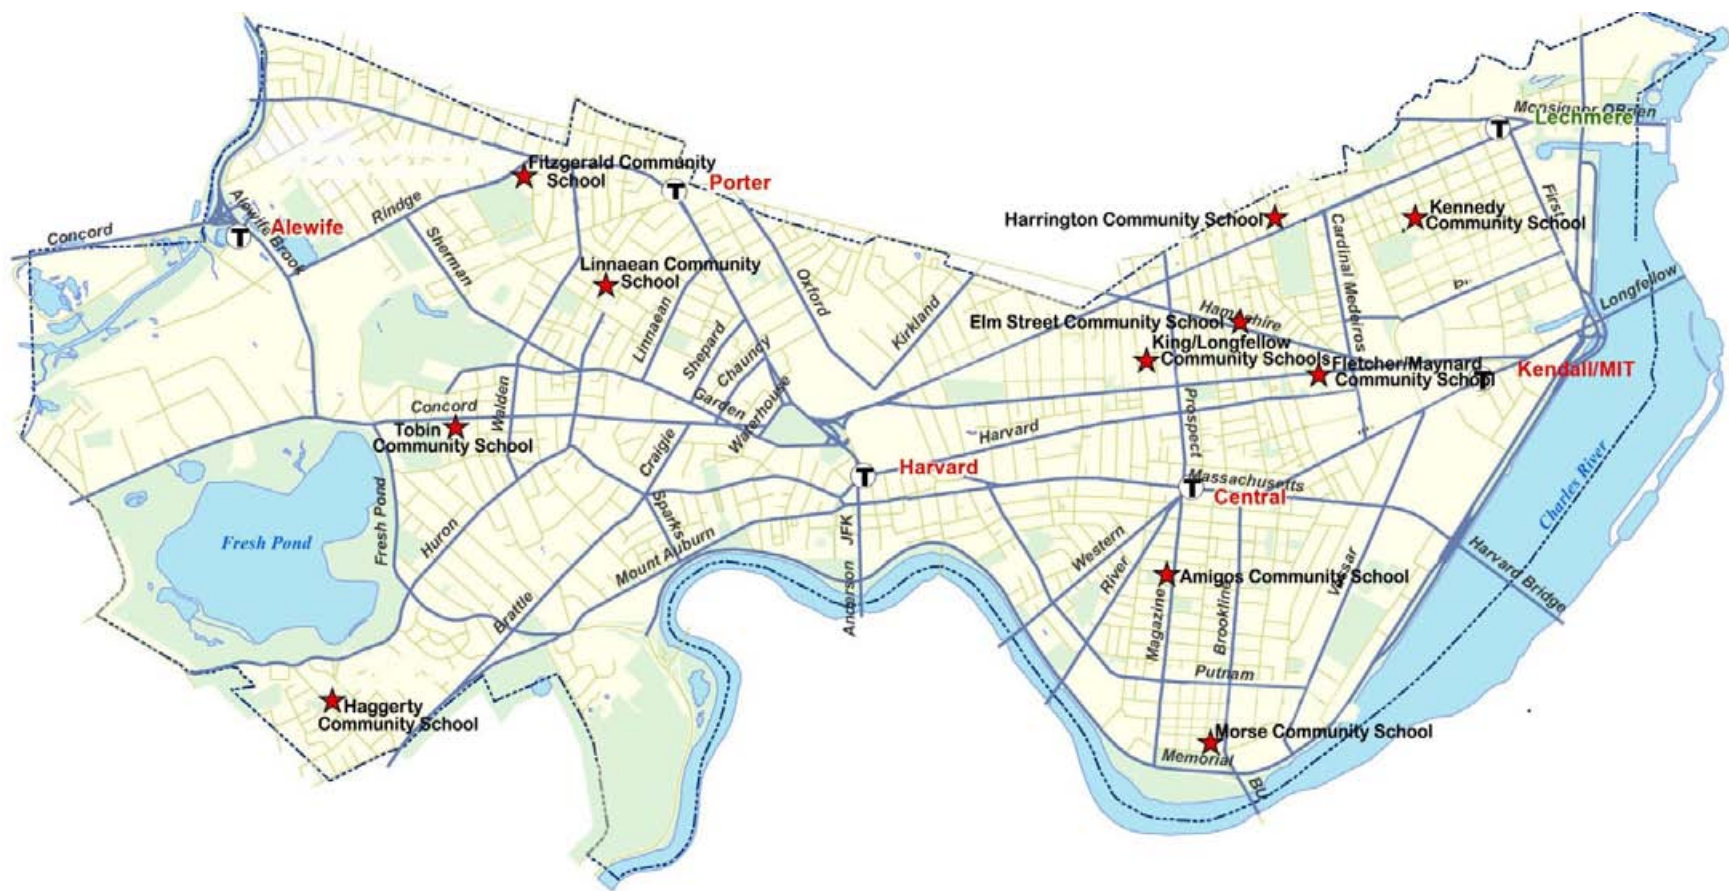 Monsignor OBrien
Lechmere
Fitzgerald Community
School
Porter
Rindge
Alewife Brook
Concord
Alewife
Harrington Community School
Kennedy
Community School
First
Cardinal Medeiros
Sherman
Linnaean Community
School
Oxford
Longfellow
Linnaean
Shepard
Chauncy
Kirkland
Hampshire
Elm Street Community School
King/Longfellow
Community Schools
Fletcher/Maynard
Community School
Kendall/MIT
Walden
Concord
Garden
Waterhouse
Tobin
Community School
Craigie
Prospect
Harvard
Harvard
Massachusetts
Central
Charles River
Fresh Pond
Fresh Pond
Huron
Sparks
Mount Auburn
JFK
Anderson
Western
River
Amigos Community School
Vassar
Harvard Bridge
Brattle
Magazine
Brookline
Putnam
Haggerty
Community School
Morse Community School
Memorial
BU
T
T
T
T
T
T